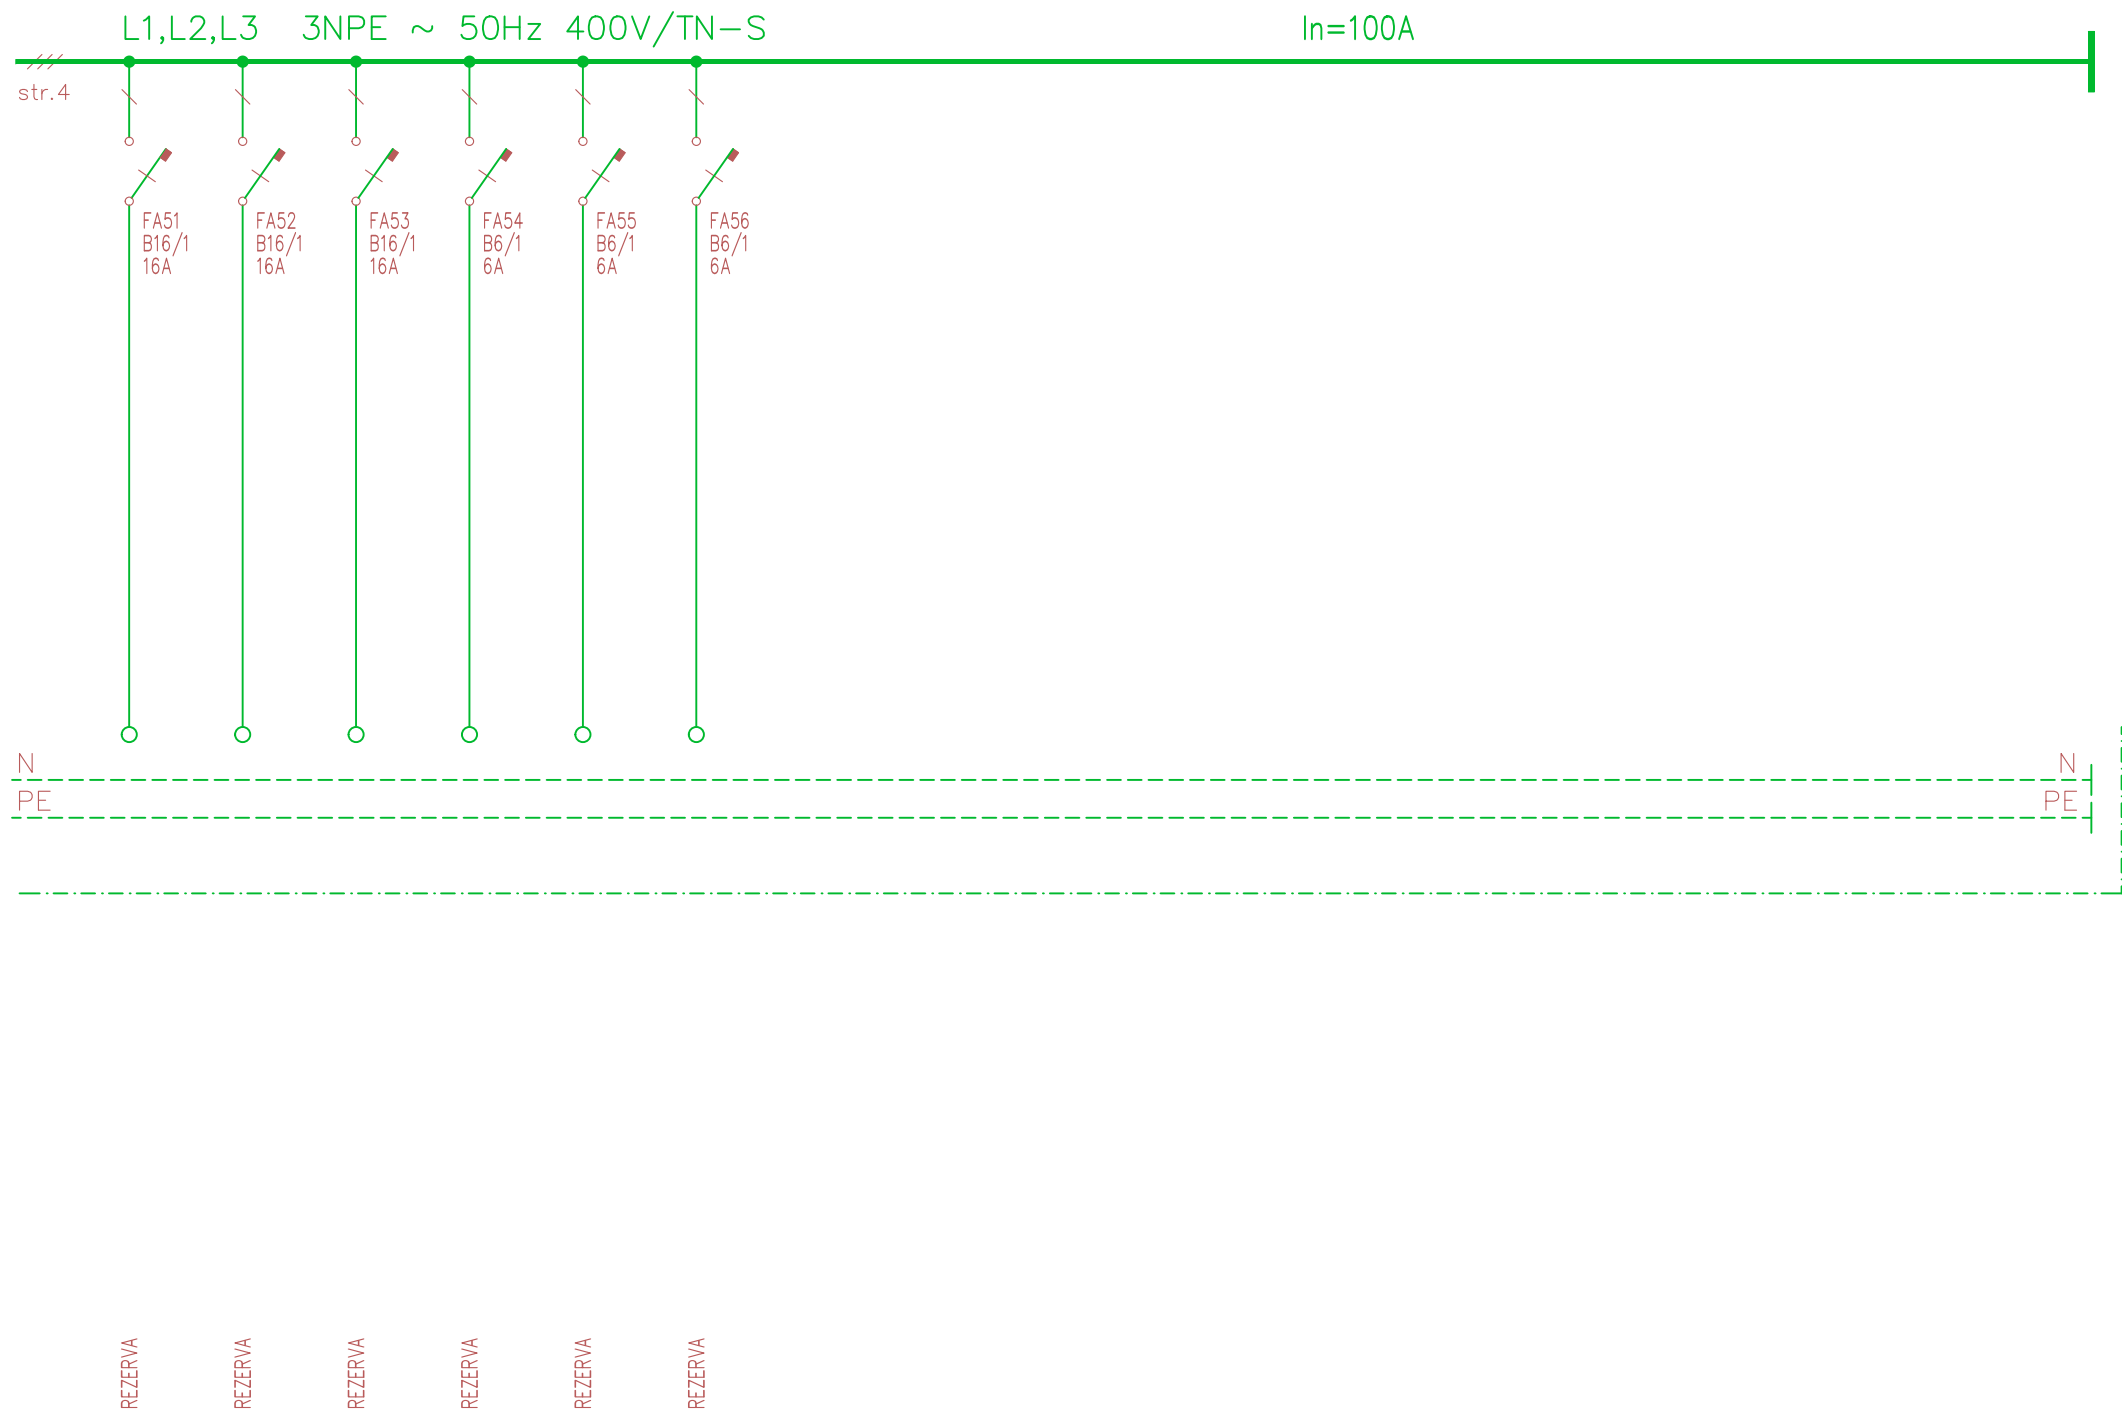 L1,L2,L3 3NPE ~ 50Hz 400V/TN-S
In=100A
str.4
FA51
B16/1
16A
FA52
B16/1
16A
FA53
B16/1
16A
FA54
B6/1
6A
FA55
B6/1
6A
FA56
B6/1
6A
N
N
PE
PE
REZERVA
REZERVA
REZERVA
REZERVA
REZERVA
REZERVA